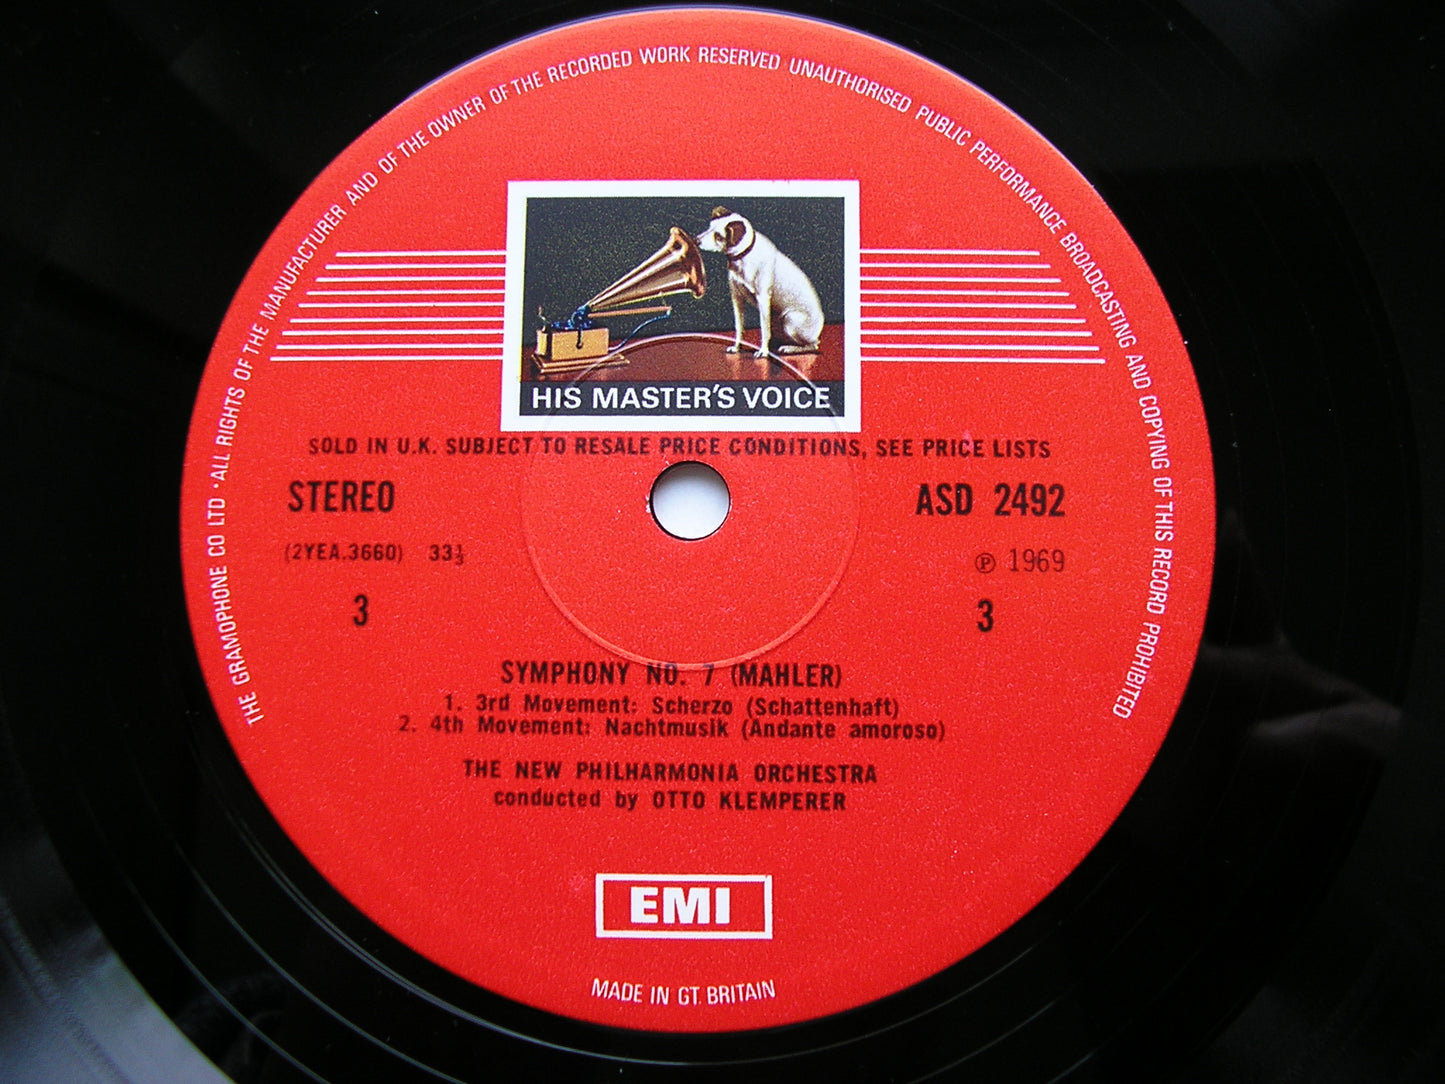 THE GRAMOPHONE CO LTD · ALL RIGHTS OF THE MANUFACTURER AND OF THE OWNER OF THE RECORDED WORK RESERVED UNAUTHORISED PUBLIC PERFORMANCE BROADCASTING AND COPYING OF THIS RECORD PROHIBITED
HIS MASTER'S VOICE
SOLD IN U.K. SUBJECT TO RESALE PRICE CONDITIONS, SEE PRICE LISTS
STEREO ASD 2492
(2YEA.3660) 33⅓ ℗ 1969
3 3
SYMPHONY NO. 7 (MAHLER)
1. 3rd Movement: Scherzo (Schattenhaft)
2. 4th Movement: Nachtmusik (Andante amoroso)
THE NEW PHILHARMONIA ORCHESTRA
conducted by OTTO KLEMPERER
EMI
MADE IN GT. BRITAIN